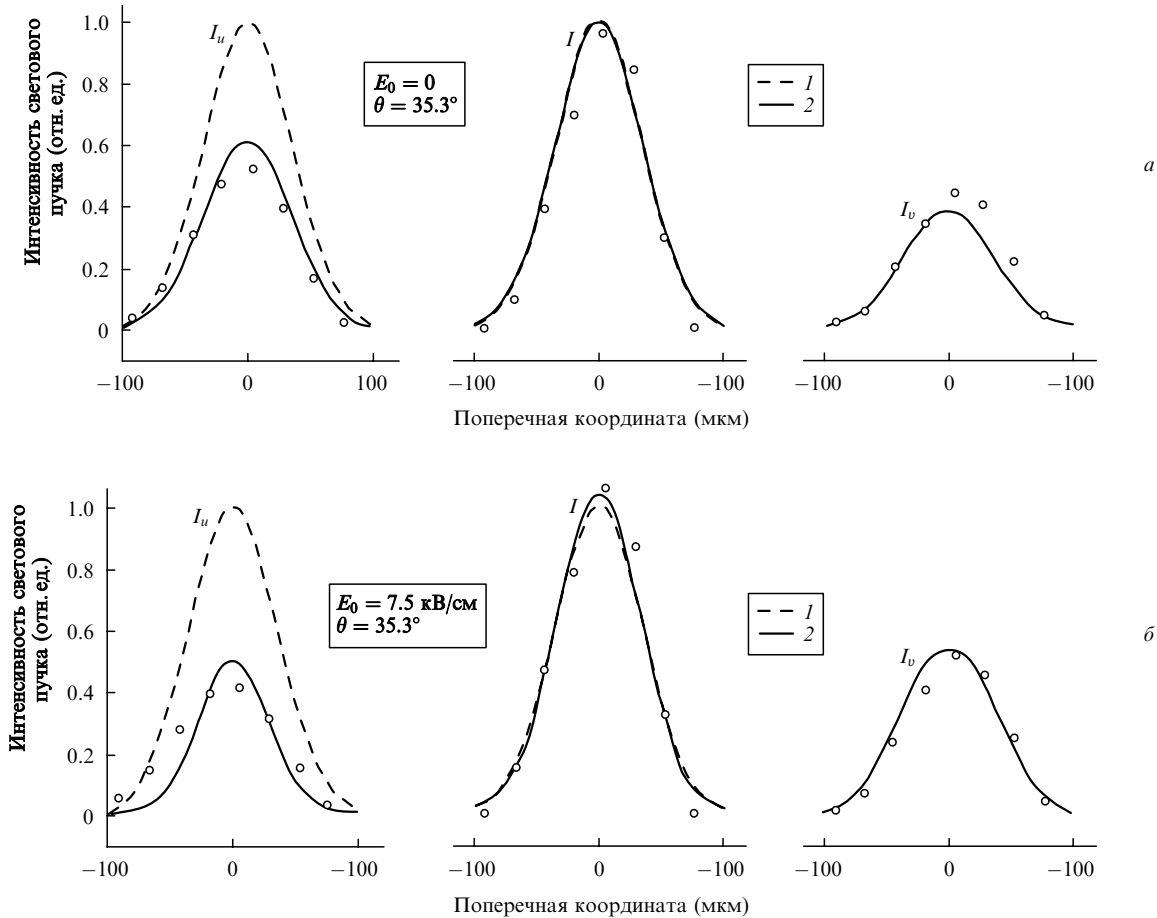 Интенсивность светового
пучка (отн. ед.)
1.0
0.8
0.6
0.4
0.2
0
I_u
E_0 = 0
θ = 35.3°
I
1
2
I_v
а
−100 0 100
−100 0 −100
−100 0 −100
Поперечная координата (мкм)
Интенсивность светового
пучка (отн. ед.)
1.0
0.8
0.6
0.4
0.2
0
I_u
E_0 = 7.5 кВ/см
θ = 35.3°
I
1
2
I_v
б
−100 0 −100
−100 0 −100
−100 0 −100
Поперечная координата (мкм)